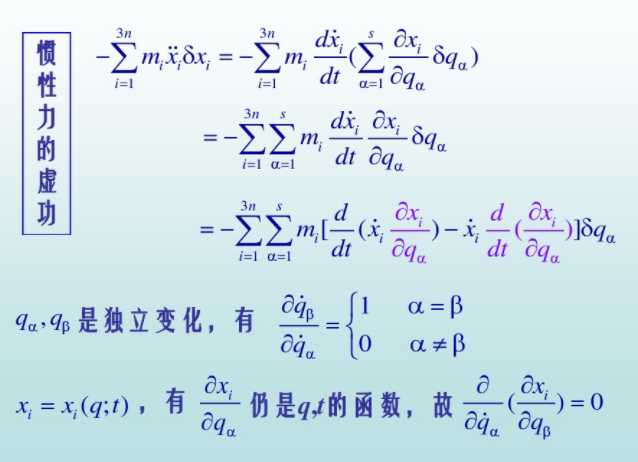 惯性力的虚功
$-\sum_{i=1}^{3n} m_i \ddot{x}_i \delta x_i = -\sum_{i=1}^{3n} m_i \frac{d\dot{x}_i}{dt} (\sum_{\alpha=1}^{s} \frac{\partial x_i}{\partial q_\alpha} \delta q_\alpha)$
$= -\sum_{i=1}^{3n} \sum_{\alpha=1}^{s} m_i \frac{d\dot{x}_i}{dt} \frac{\partial x_i}{\partial q_\alpha} \delta q_\alpha$
$= -\sum_{i=1}^{3n} \sum_{\alpha=1}^{s} m_i [\frac{d}{dt} (\dot{x}_i \frac{\partial x_i}{\partial q_\alpha}) - \dot{x}_i \frac{d}{dt} (\frac{\partial x_i}{\partial q_\alpha})] \delta q_\alpha$
$q_\alpha, q_\beta$ 是独立变化，有 $\frac{\partial \dot{q}_\beta}{\partial \dot{q}_\alpha} = \begin{cases} 1 & \alpha = \beta \\ 0 & \alpha \neq \beta \end{cases}$
$x_i = x_i(q;t)$ ，有 $\frac{\partial x_i}{\partial q_\alpha}$ 仍是q,t的函数，故 $\frac{\partial}{\partial \dot{q}_\alpha} (\frac{\partial x_i}{\partial q_\beta}) = 0$